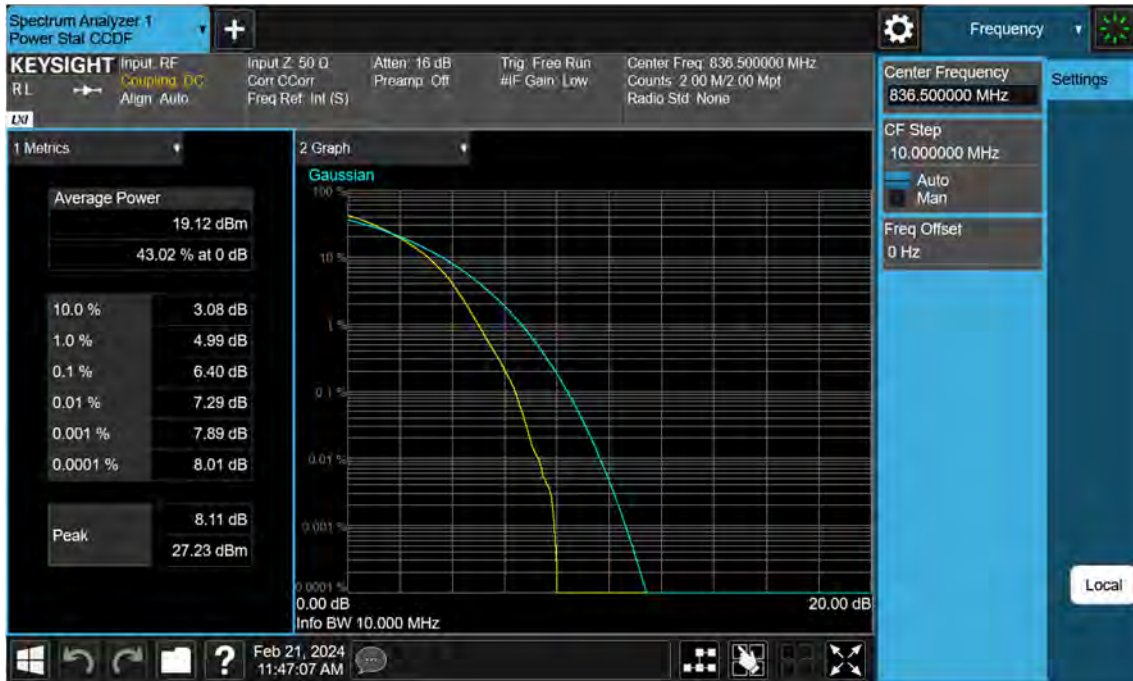 Spectrum Analyzer 1
Power Stat CCDF
Frequency
KEYSIGHT
RL
LXI
Input: RF
Coupling: DC
Align: Auto
Input Z: 50 Ω
Corr CCorr
Freq Ref: Int (S)
Atten: 16 dB
Preamp: Off
Trig: Free Run
#IF Gain: Low
Center Freq: 836.500000 MHz
Counts: 2.00 M/2.00 Mpt
Radio Std: None
1 Metrics
Average Power
19.12 dBm
43.02 % at 0 dB
10.0 % 3.08 dB
1.0 % 4.99 dB
0.1 % 6.40 dB
0.01 % 7.29 dB
0.001 % 7.89 dB
0.0001 % 8.01 dB
Peak
8.11 dB
27.23 dBm
2 Graph
Gaussian
100 %
10 %
1 %
0.1 %
0.01 %
0.001 %
0.0001 %
0.00 dB
20.00 dB
Info BW 10.000 MHz
Center Frequency
836.500000 MHz
CF Step
10.000000 MHz
Auto
Man
Freq Offset
0 Hz
Settings
Local
?
Feb 21, 2024
11:47:07 AM